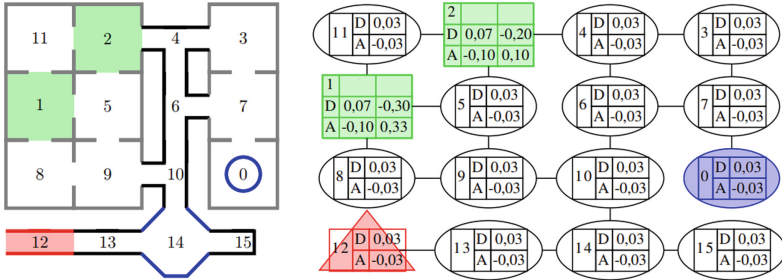 11 2 4 3
1 5 6 7
8 9 10 0
12 13 14 15
11 D 0,03
A -0,03
2
D 0,07 -0,20
A -0,10 0,10
4 D 0,03
A -0,03
3 D 0,03
A -0,03
1
D 0,07 -0,30
A -0,10 0,33
5 D 0,03
A -0,03
6 D 0,03
A -0,03
7 D 0,03
A -0,03
8 D 0,03
A -0,03
9 D 0,03
A -0,03
10 D 0,03
A -0,03
0 D 0,03
A -0,03
12 D 0,03
A -0,03
13 D 0,03
A -0,03
14 D 0,03
A -0,03
15 D 0,03
A -0,03